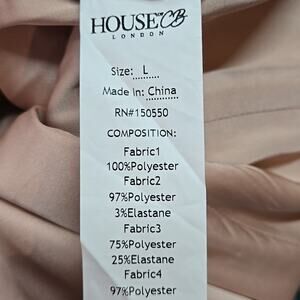 HOUSE OF CB
LONDON
Size: L
Made in: China
RN#150550
COMPOSITION:
Fabric1
100%Polyester
Fabric2
97%Polyester
3%Elastane
Fabric3
75%Polyester
25%Elastane
Fabric4
97%Polyester